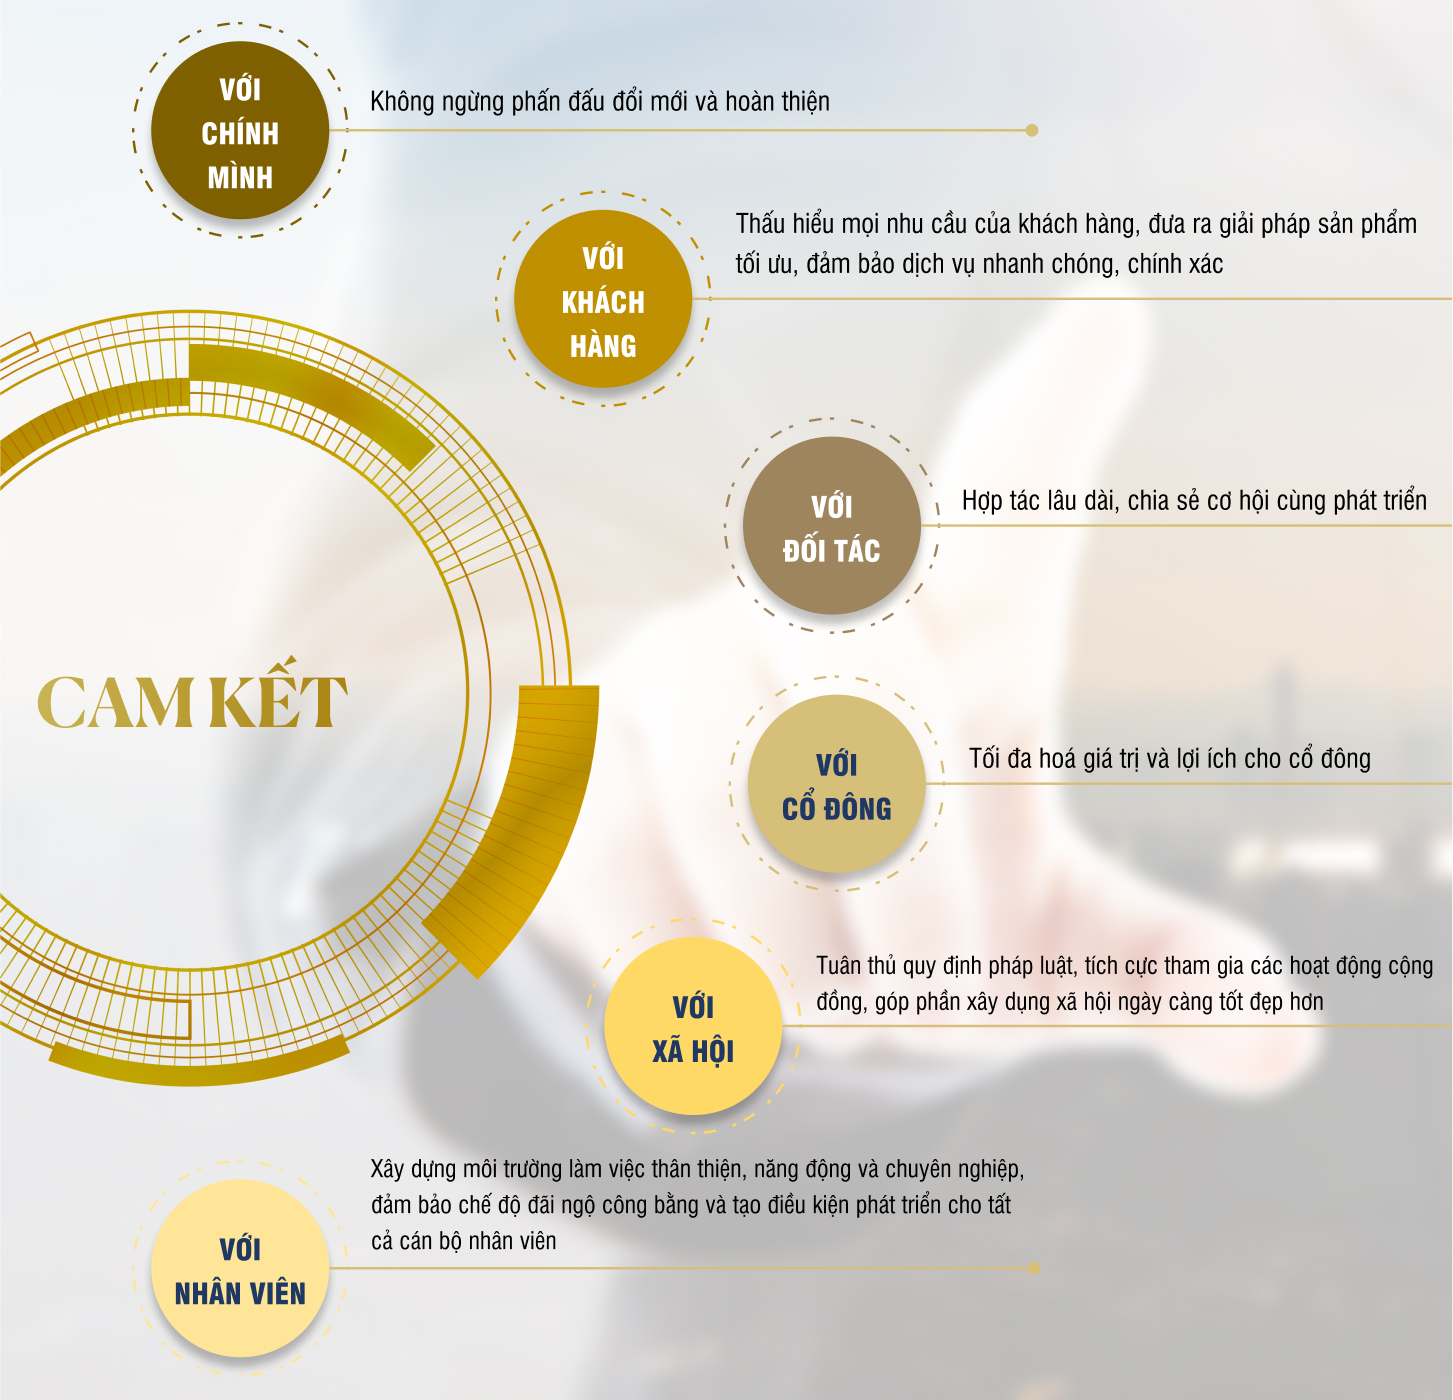 VỚI
CHÍNH
MÌNH
Không ngừng phấn đấu đổi mới và hoàn thiện
VỚI
KHÁCH
HÀNG
Thấu hiểu mọi nhu cầu của khách hàng, đưa ra giải pháp sản phẩm
tối ưu, đảm bảo dịch vụ nhanh chóng, chính xác
VỚI
ĐỐI TÁC
Hợp tác lâu dài, chia sẻ cơ hội cùng phát triển
CAM KẾT
VỚI
CỔ ĐÔNG
Tối đa hoá giá trị và lợi ích cho cổ đông
VỚI
XÃ HỘI
Tuân thủ quy định pháp luật, tích cực tham gia các hoạt động cộng
đồng, góp phần xây dụng xã hội ngày càng tốt đẹp hơn
VỚI
NHÂN VIÊN
Xây dựng môi trường làm việc thân thiện, năng động và chuyên nghiệp,
đảm bảo chế độ đãi ngộ công bằng và tạo điều kiện phát triển cho tất
cả cán bộ nhân viên